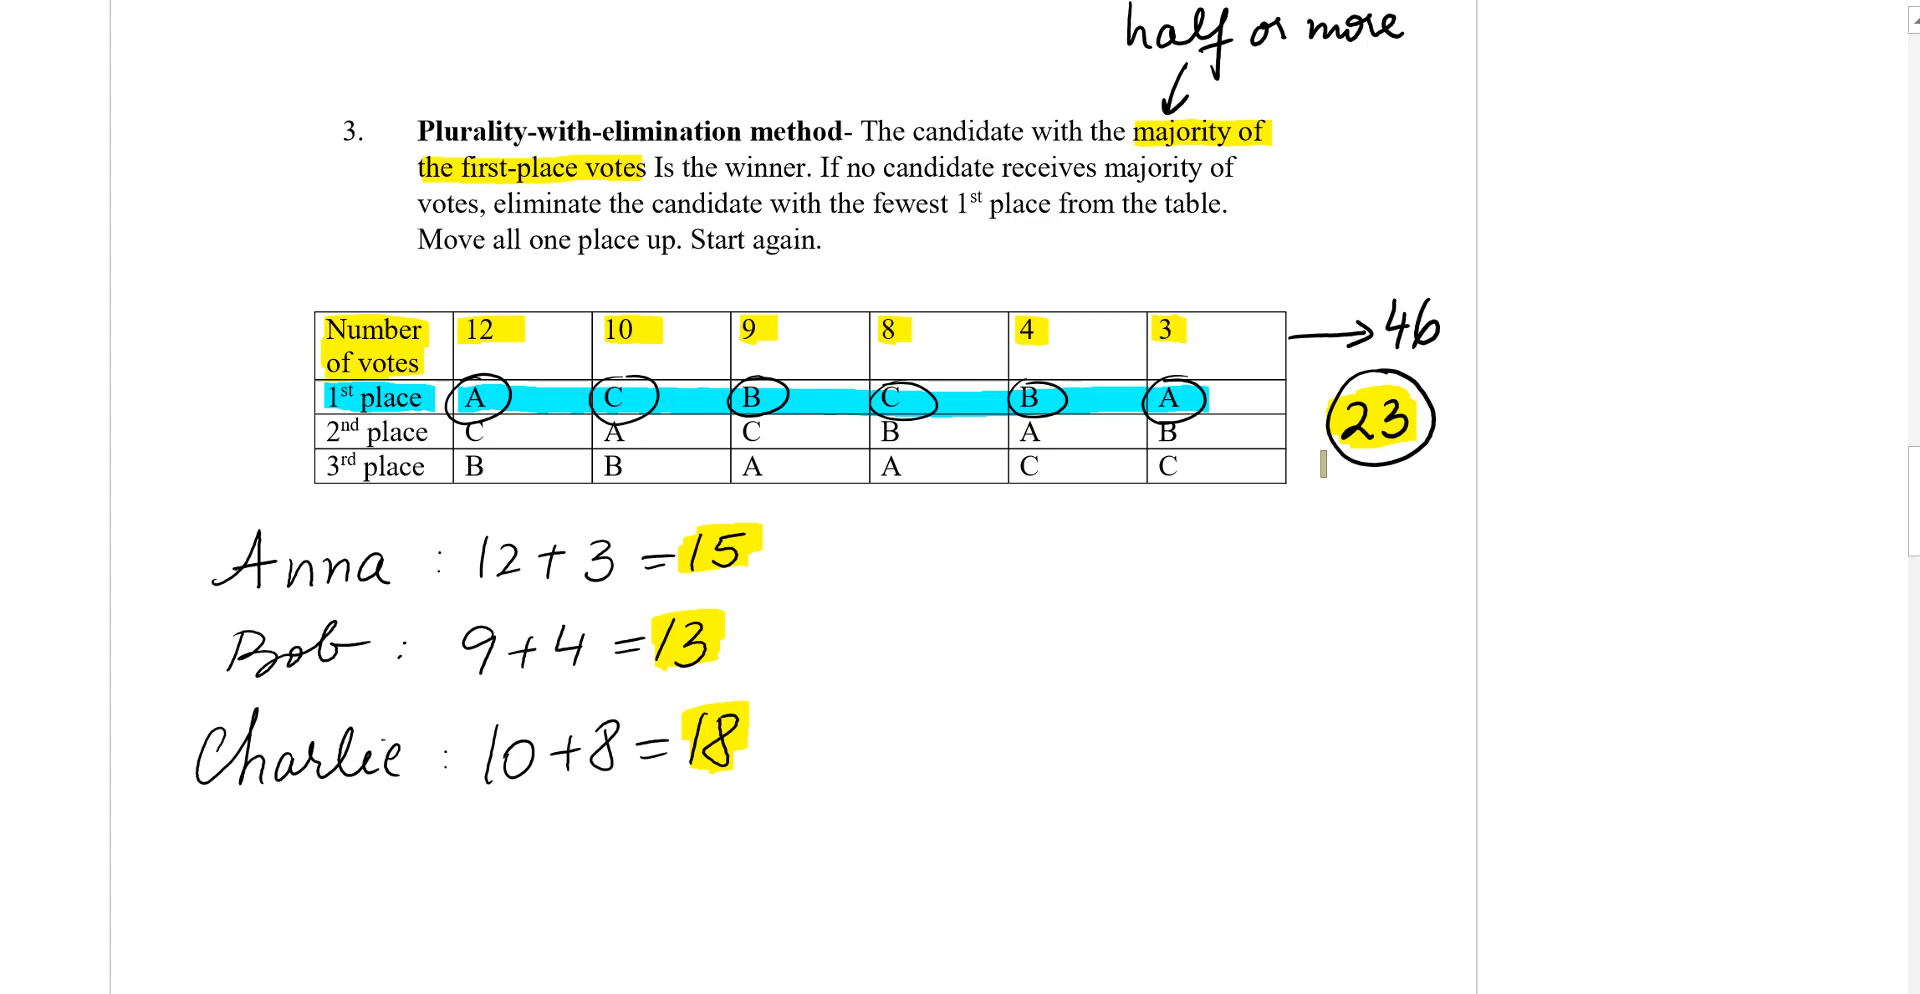 half or more
3. Plurality-with-elimination method- The candidate with the majority of
the first-place votes Is the winner. If no candidate receives majority of
votes, eliminate the candidate with the fewest 1st place from the table.
Move all one place up. Start again.
Number of votes 12 10 9 8 4 3 → 46
1st place A C B C B A 23
2nd place C A C B A B
3rd place B B A A C C
Anna : 12 + 3 = 15
Bob : 9 + 4 = 13
Charlie : 10 + 8 = 18